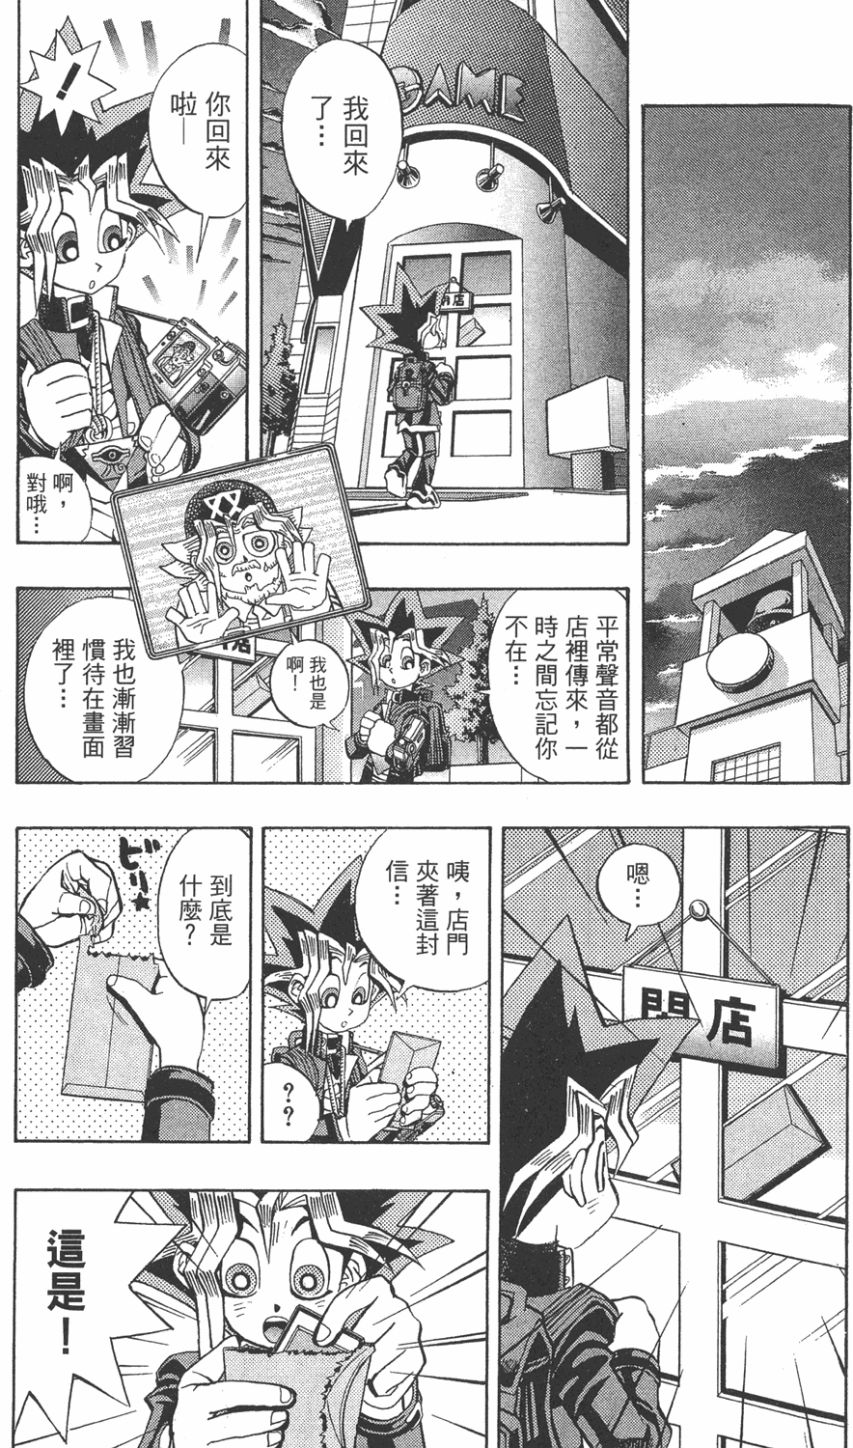 GAME
我回來
了⋯
閉店
你回來
啦—
!
啊，
對哦⋯
平常聲音都從
店裡傳來，一
時之間忘記你
不在⋯
我也是
啊！
我也漸漸習
慣待在畫面
裡了⋯
店
嗯⋯
閉店
咦，店門
夾著這封
信⋯
??
到底是
什麼？
ビリ★
這是！